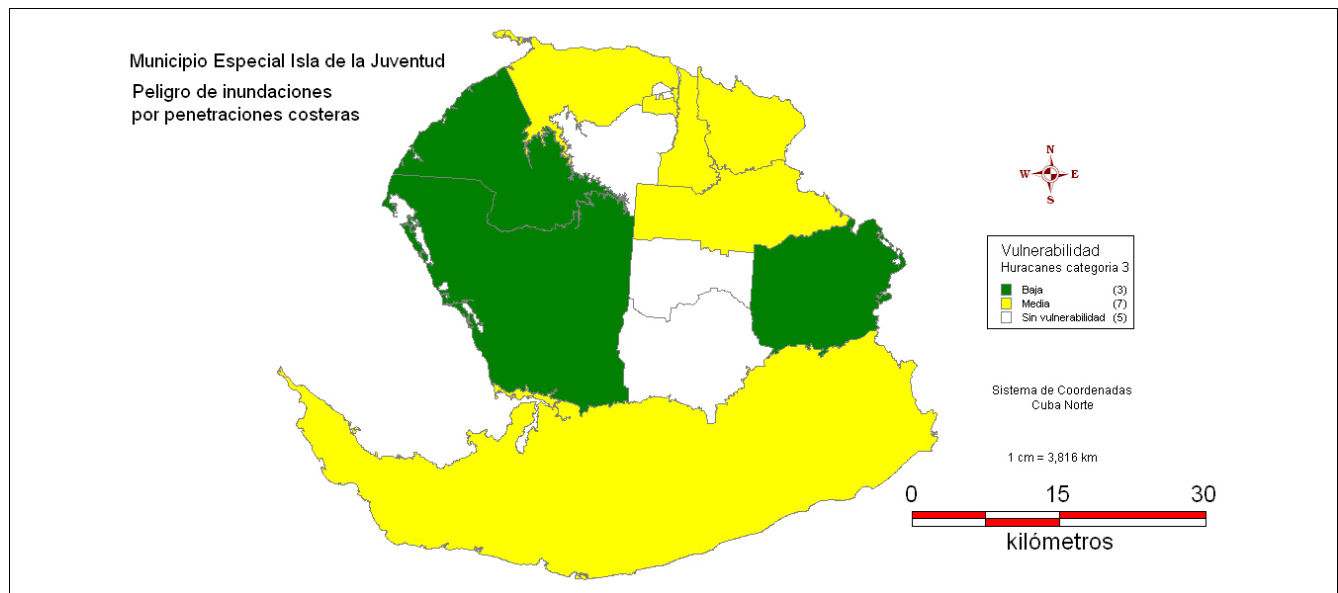 Municipio Especial Isla de la Juventud
Peligro de inundaciones
por penetraciones costeras
N
W E
S
Vulnerabilidad
Huracanes categoria 3
Baja (3)
Media (7)
Sin vulnerabilidad (5)
Sistema de Coordenadas
Cuba Norte
1 cm = 3,816 km
0 15 30
kilómetros